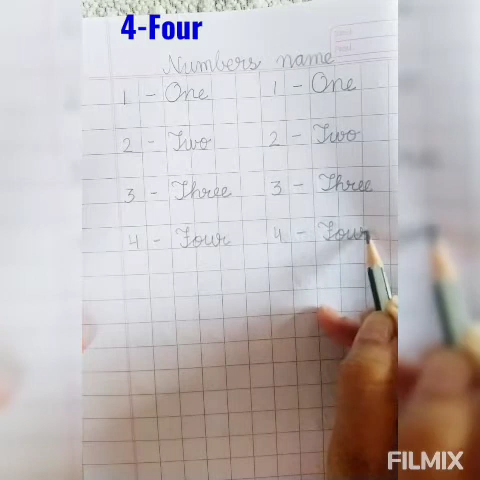 4-Four
Numbers name
1 - One 1 - One
2 - Two 2 - Two
3 - Three 3 - Three
4 - Four 4 - Four
FILMIX